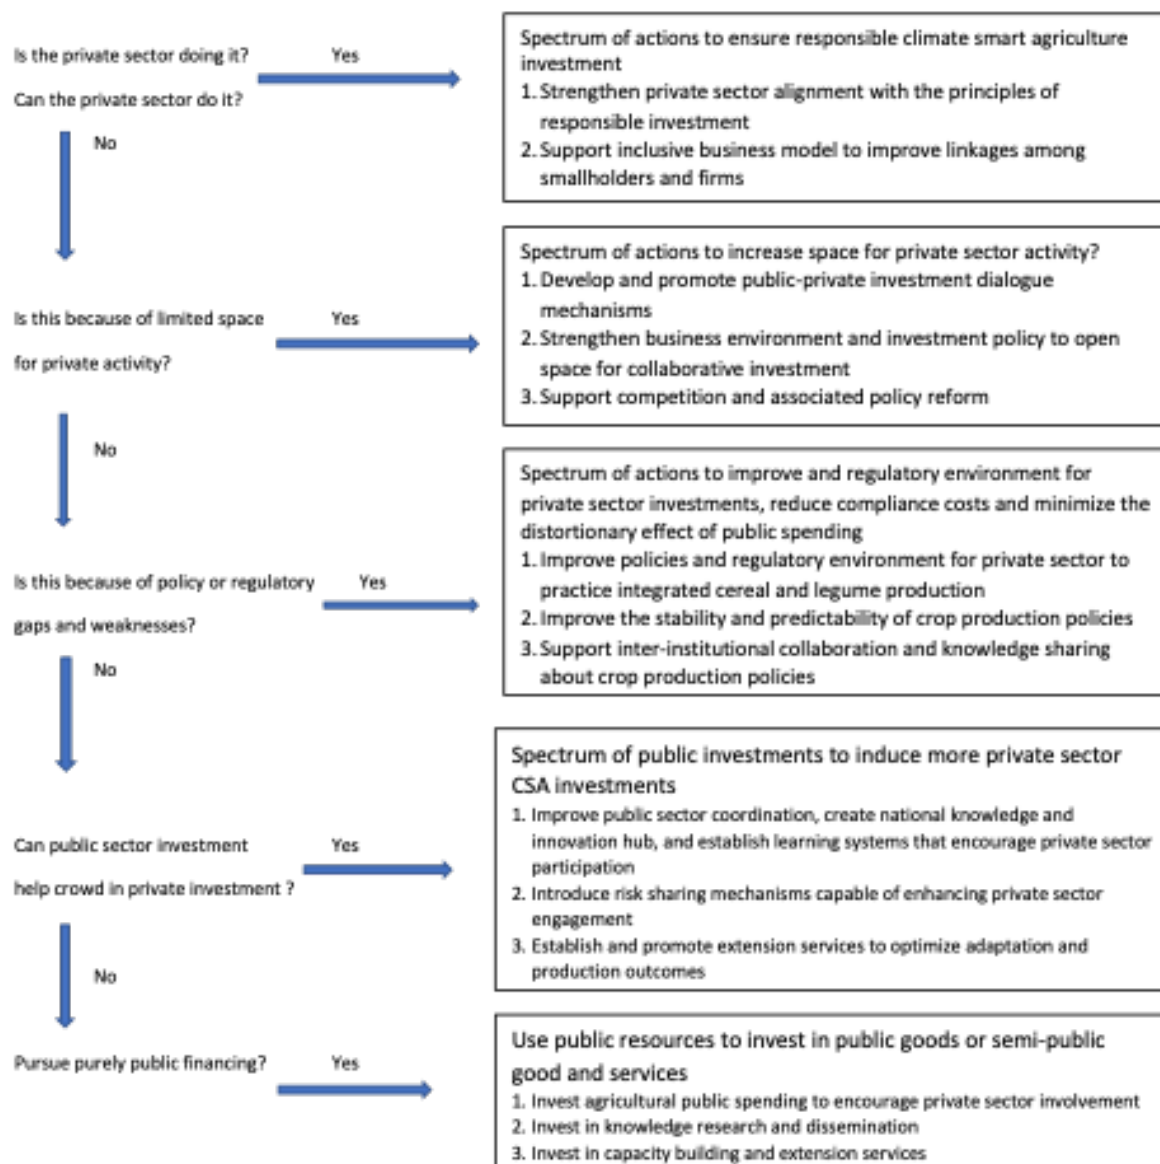 Is the private sector doing it?
Yes
Can the private sector do it?
No
Spectrum of actions to ensure responsible climate smart agriculture
investment
1. Strengthen private sector alignment with the principles of
responsible investment
2. Support inclusive business model to improve linkages among
smallholders and firms
Is this because of limited space
Yes
for private activity?
No
Spectrum of actions to increase space for private sector activity?
1. Develop and promote public-private investment dialogue
mechanisms
2. Strengthen business environment and investment policy to open
space for collaborative investment
3. Support competition and associated policy reform
Is this because of policy or regulatory
Yes
gaps and weaknesses?
No
Spectrum of actions to improve and regulatory environment for
private sector investments, reduce compliance costs and minimize the
distortionary effect of public spending
1. Improve policies and regulatory environment for private sector to
practice integrated cereal and legume production
2. Improve the stability and predictability of crop production policies
3. Support inter-institutional collaboration and knowledge sharing
about crop production policies
Can public sector investment
Yes
help crowd in private investment ?
No
Spectrum of public investments to induce more private sector
CSA investments
1. Improve public sector coordination, create national knowledge and
innovation hub, and establish learning systems that encourage private sector
participation
2. Introduce risk sharing mechanisms capable of enhancing private sector
engagement
3. Establish and promote extension services to optimize adaptation and
production outcomes
Pursue purely public financing?
Yes
Use public resources to invest in public goods or semi-public
good and services
1. Invest agricultural public spending to encourage private sector involvement
2. Invest in knowledge research and dissemination
3. Invest in capacity building and extension services